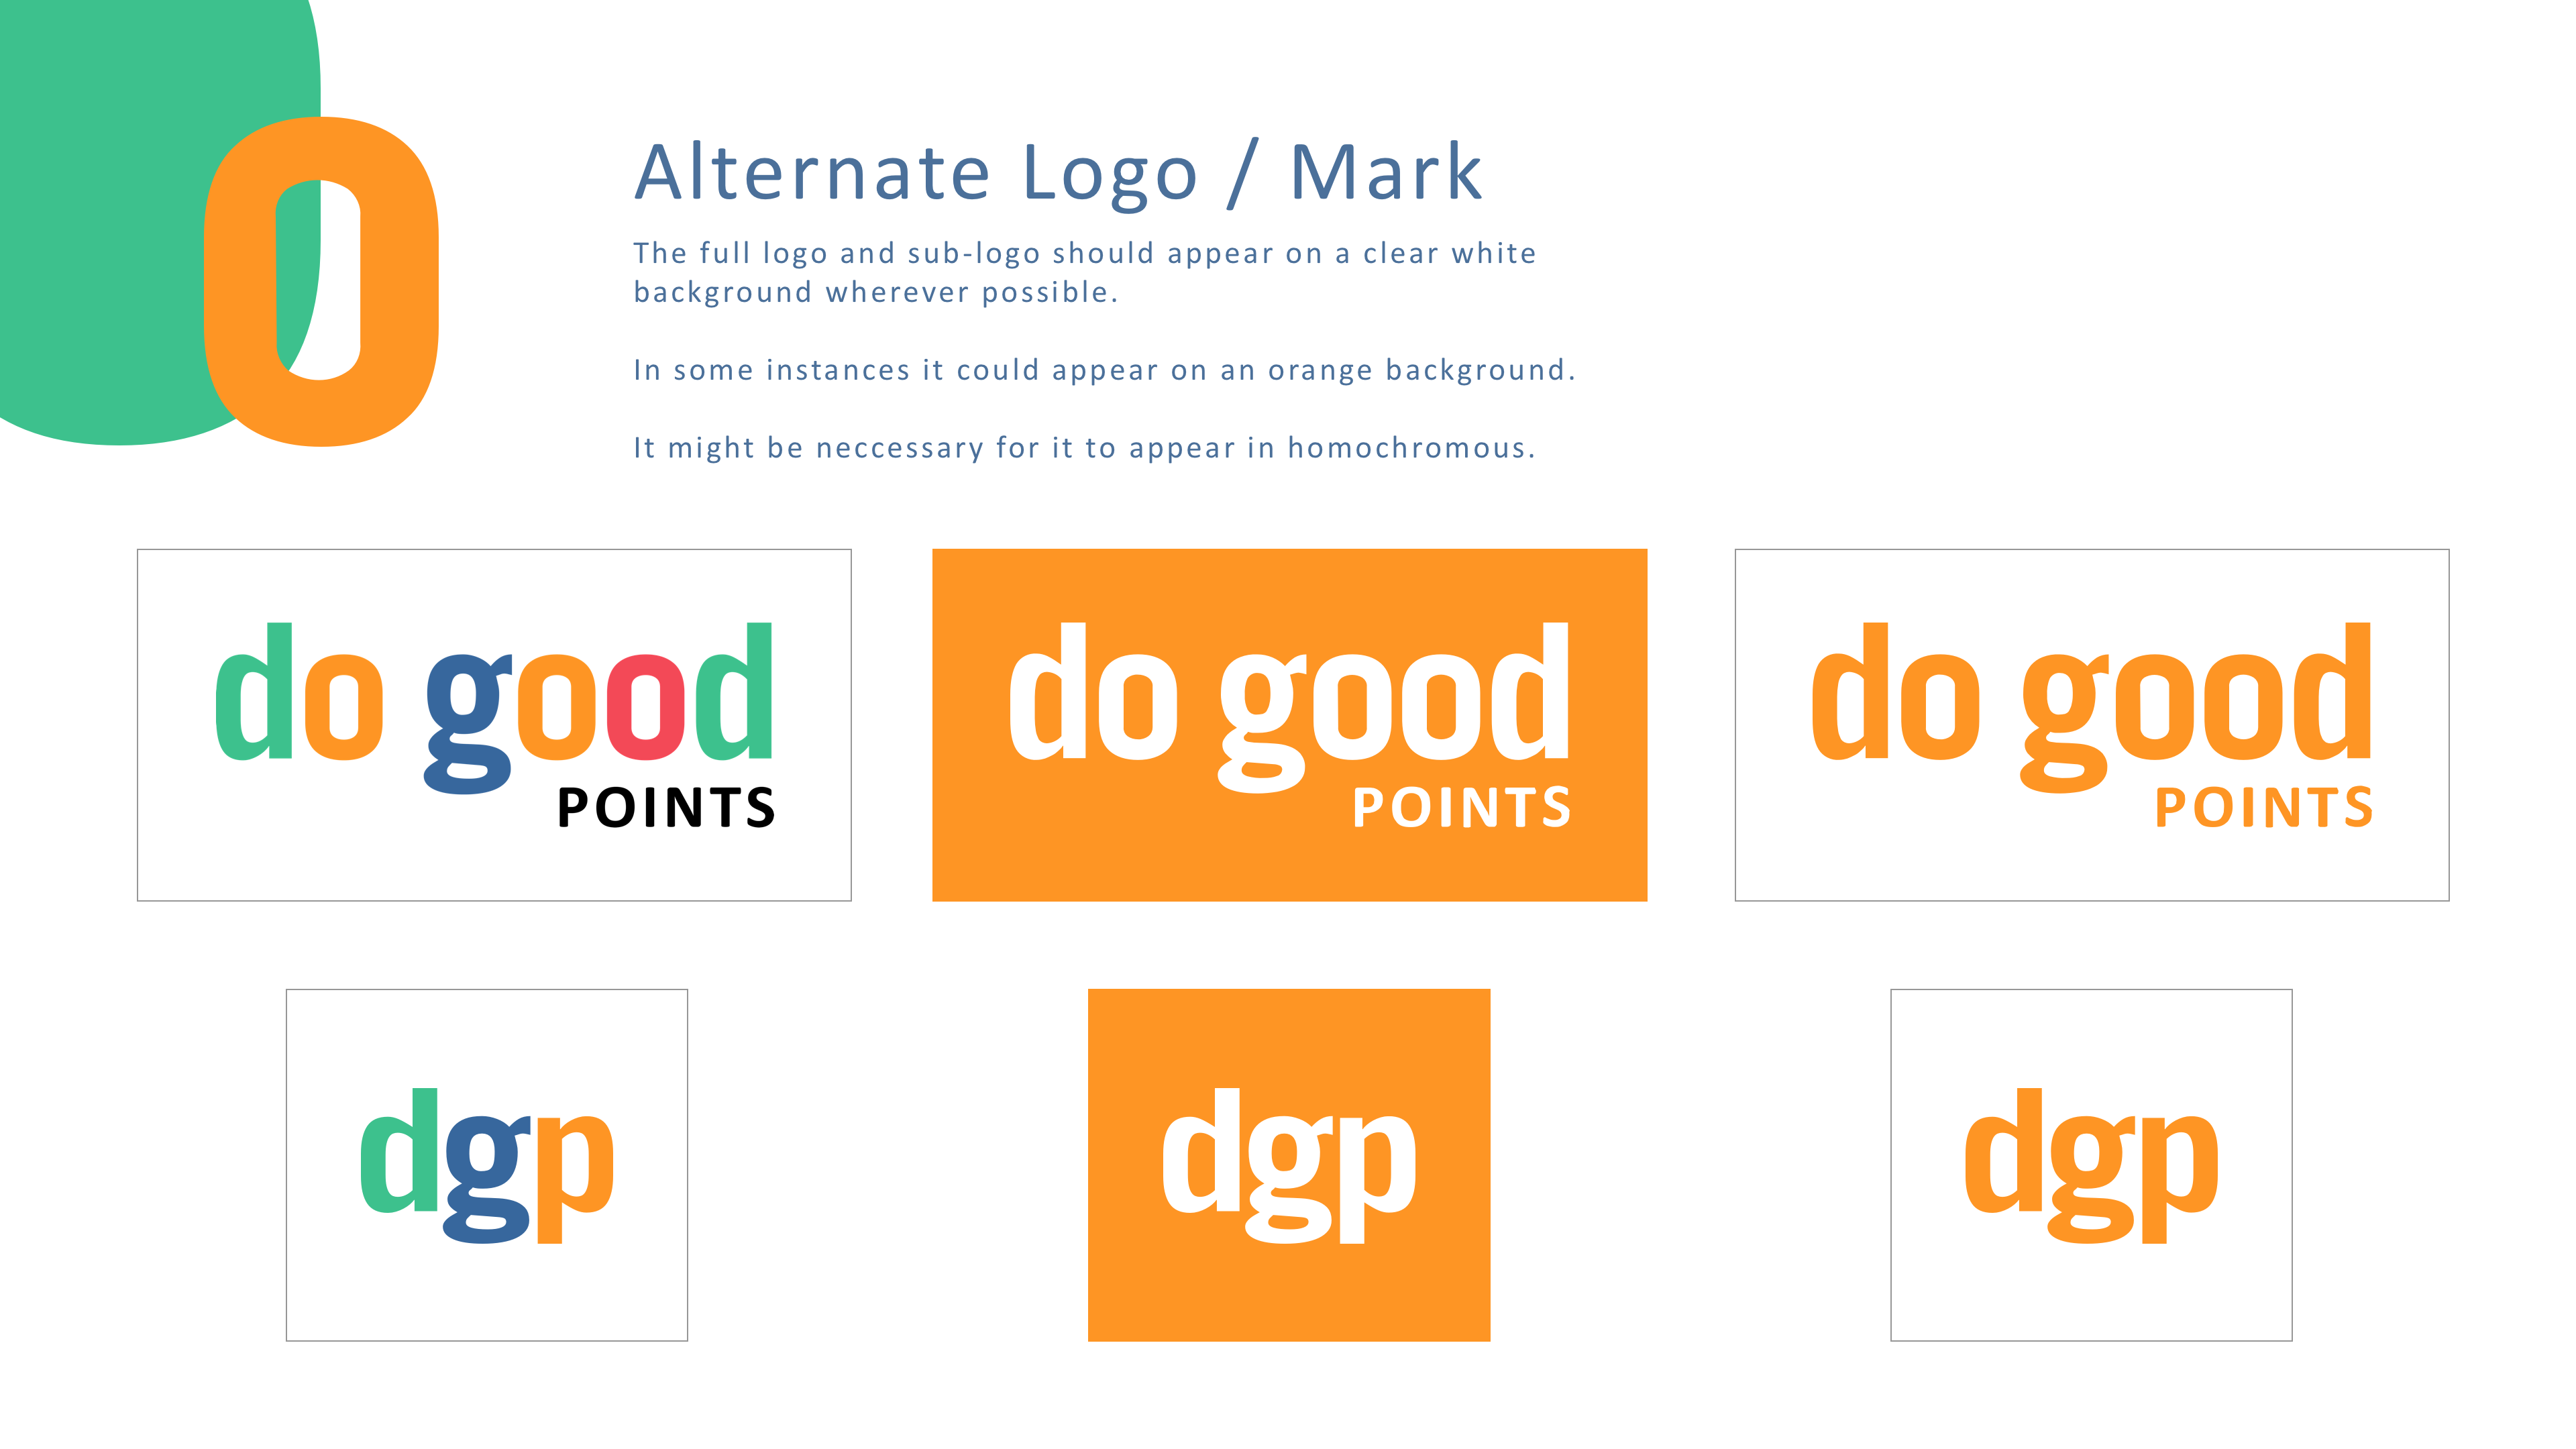 Alternate Logo / Mark
The full logo and sub-logo should appear on a clear white
background wherever possible.
In some instances it could appear on an orange background.
It might be neccessary for it to appear in homochromous.
do good
POINTS
do good
POINTS
do good
POINTS
dgp
dgp
dgp